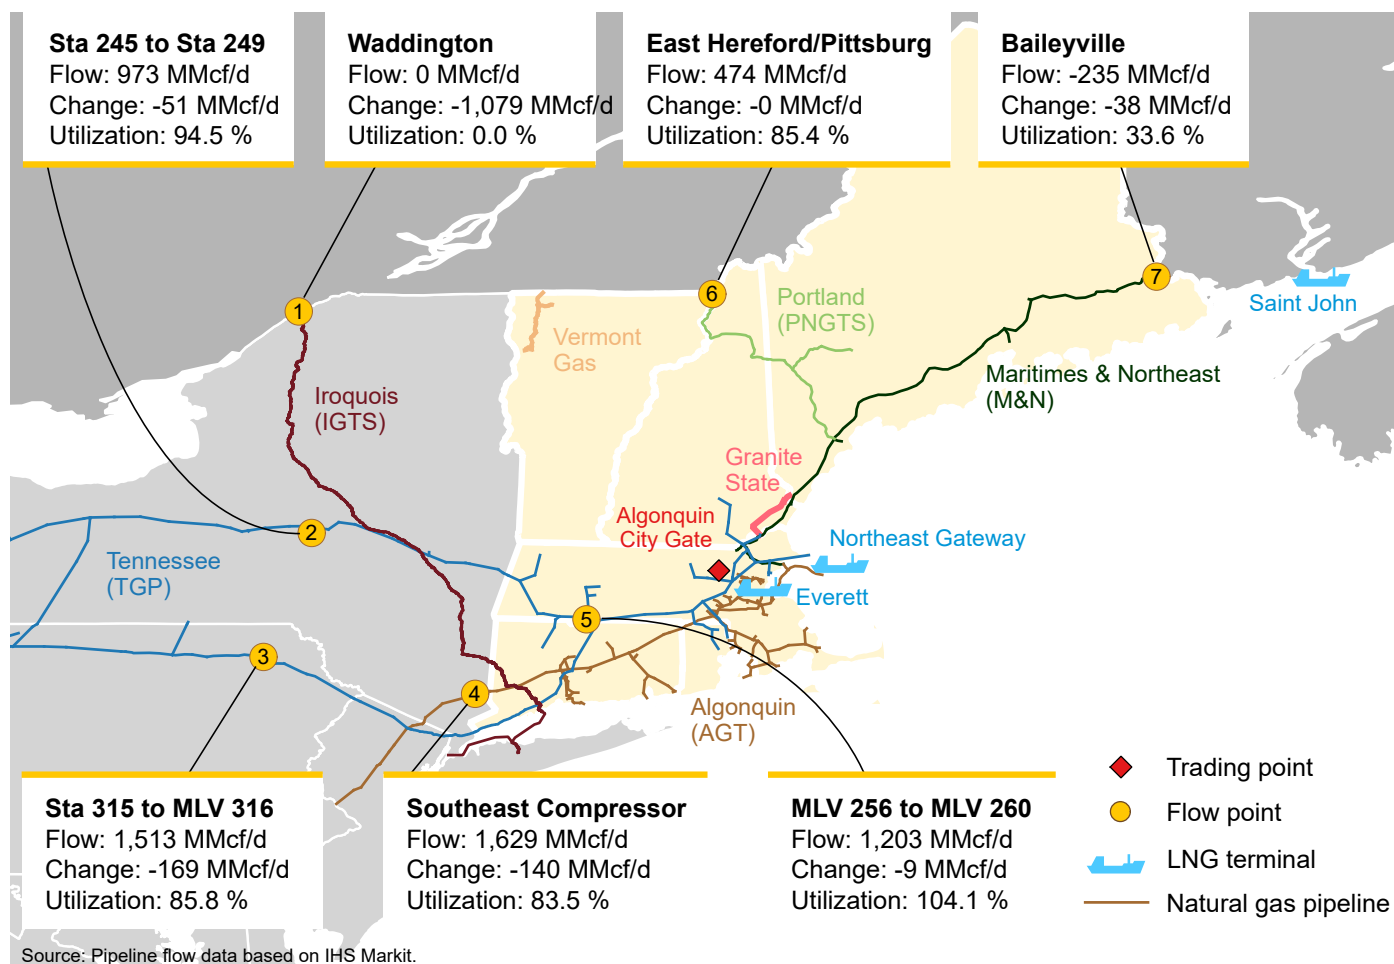 Sta 245 to Sta 249
Flow: 973 MMcf/d
Change: -51 MMcf/d
Utilization: 94.5 %
Waddington
Flow: 0 MMcf/d
Change: -1,079 MMcf/d
Utilization: 0.0 %
East Hereford/Pittsburg
Flow: 474 MMcf/d
Change: -0 MMcf/d
Utilization: 85.4 %
Baileyville
Flow: -235 MMcf/d
Change: -38 MMcf/d
Utilization: 33.6 %
7
6
1
Saint John
Portland
(PNGTS)
Vermont
Gas
Maritimes & Northeast
(M&N)
Iroquois
(IGTS)
Granite
State
Algonquin
City Gate
2
Northeast Gateway
Tennessee
(TGP)
Everett
5
3
4
Algonquin
(AGT)
Sta 315 to MLV 316
Flow: 1,513 MMcf/d
Change: -169 MMcf/d
Utilization: 85.8 %
Southeast Compressor
Flow: 1,629 MMcf/d
Change: -140 MMcf/d
Utilization: 83.5 %
MLV 256 to MLV 260
Flow: 1,203 MMcf/d
Change: -9 MMcf/d
Utilization: 104.1 %
Trading point
Flow point
LNG terminal
Natural gas pipeline
Source: Pipeline flow data based on IHS Markit.